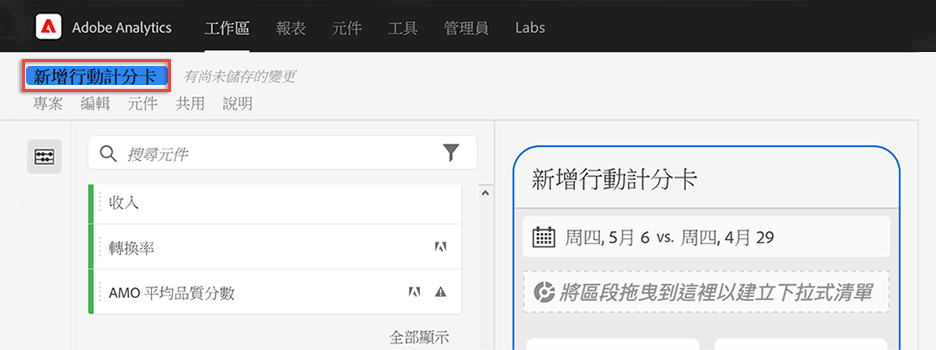 Adobe Analytics 工作區 報表 元件 工具 管理員 Labs
新增行動計分卡 有尚未儲存的變更
專案 編輯 元件 共用 說明
搜尋元件
收入
轉換率
AMO 平均品質分數
全部顯示
新增行動計分卡
周四, 5月 6 vs. 周四, 4月 29
將區段拖曳到這裡以建立下拉式清單